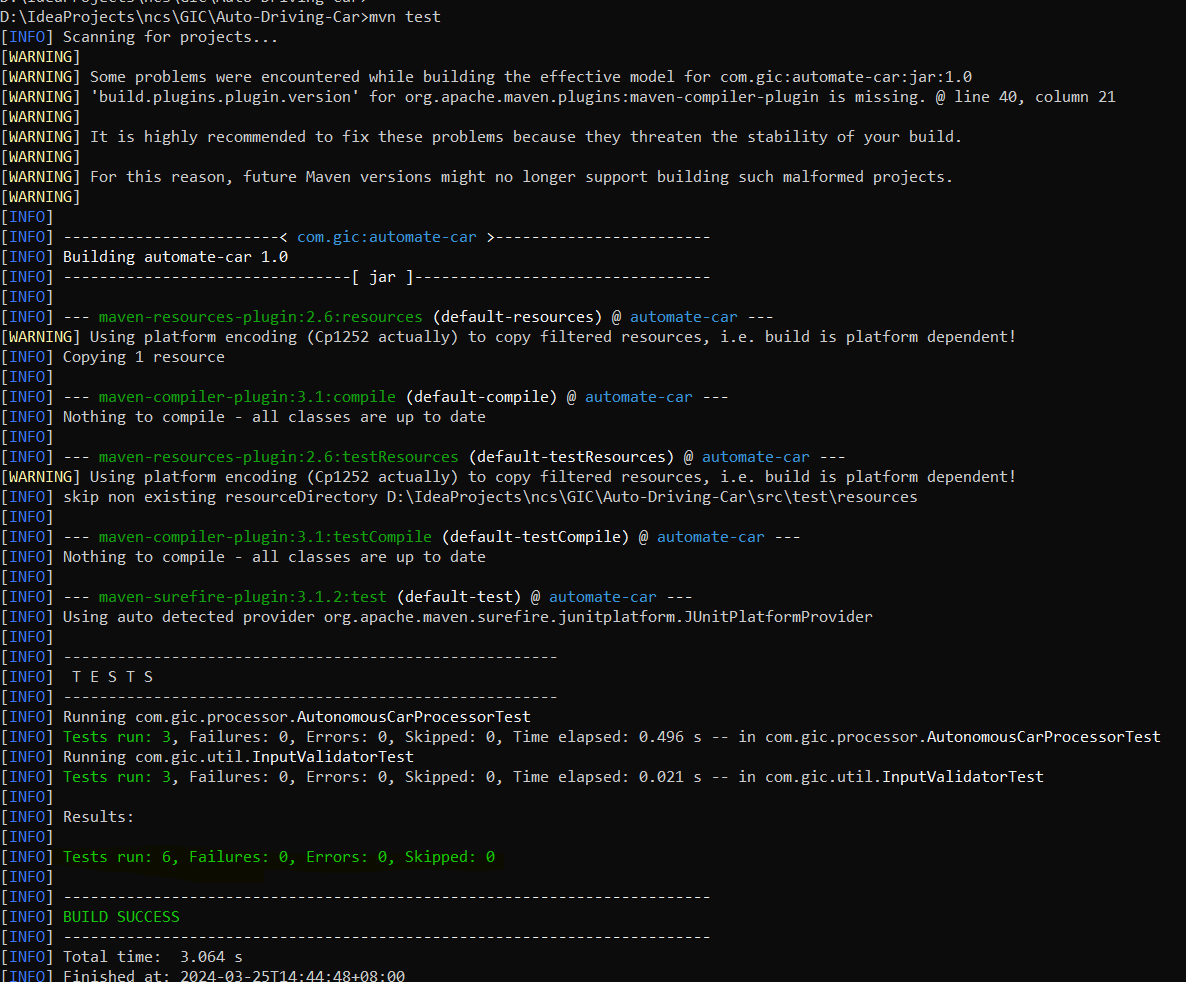 D:\IdeaProjects\ncs\GIC\Auto-Driving-Car>
D:\IdeaProjects\ncs\GIC\Auto-Driving-Car>mvn test
[INFO] Scanning for projects...
[WARNING]
[WARNING] Some problems were encountered while building the effective model for com.gic:automate-car:jar:1.0
[WARNING] 'build.plugins.plugin.version' for org.apache.maven.plugins:maven-compiler-plugin is missing. @ line 40, column 21
[WARNING]
[WARNING] It is highly recommended to fix these problems because they threaten the stability of your build.
[WARNING]
[WARNING] For this reason, future Maven versions might no longer support building such malformed projects.
[WARNING]
[INFO]
[INFO] ------------------------< com.gic:automate-car >------------------------
[INFO] Building automate-car 1.0
[INFO] --------------------------------[ jar ]---------------------------------
[INFO]
[INFO] --- maven-resources-plugin:2.6:resources (default-resources) @ automate-car ---
[WARNING] Using platform encoding (Cp1252 actually) to copy filtered resources, i.e. build is platform dependent!
[INFO] Copying 1 resource
[INFO]
[INFO] --- maven-compiler-plugin:3.1:compile (default-compile) @ automate-car ---
[INFO] Nothing to compile - all classes are up to date
[INFO]
[INFO] --- maven-resources-plugin:2.6:testResources (default-testResources) @ automate-car ---
[WARNING] Using platform encoding (Cp1252 actually) to copy filtered resources, i.e. build is platform dependent!
[INFO] skip non existing resourceDirectory D:\IdeaProjects\ncs\GIC\Auto-Driving-Car\src\test\resources
[INFO]
[INFO] --- maven-compiler-plugin:3.1:testCompile (default-testCompile) @ automate-car ---
[INFO] Nothing to compile - all classes are up to date
[INFO]
[INFO] --- maven-surefire-plugin:3.1.2:test (default-test) @ automate-car ---
[INFO] Using auto detected provider org.apache.maven.surefire.junitplatform.JUnitPlatformProvider
[INFO]
[INFO] -------------------------------------------------------
[INFO]  T E S T S
[INFO] -------------------------------------------------------
[INFO] Running com.gic.processor.AutonomousCarProcessorTest
[INFO] Tests run: 3, Failures: 0, Errors: 0, Skipped: 0, Time elapsed: 0.496 s -- in com.gic.processor.AutonomousCarProcessorTest
[INFO] Running com.gic.util.InputValidatorTest
[INFO] Tests run: 3, Failures: 0, Errors: 0, Skipped: 0, Time elapsed: 0.021 s -- in com.gic.util.InputValidatorTest
[INFO]
[INFO] Results:
[INFO]
[INFO] Tests run: 6, Failures: 0, Errors: 0, Skipped: 0
[INFO]
[INFO] ------------------------------------------------------------------------
[INFO] BUILD SUCCESS
[INFO] ------------------------------------------------------------------------
[INFO] Total time:  3.064 s
[INFO] Finished at: 2024-03-25T14:44:48+08:00